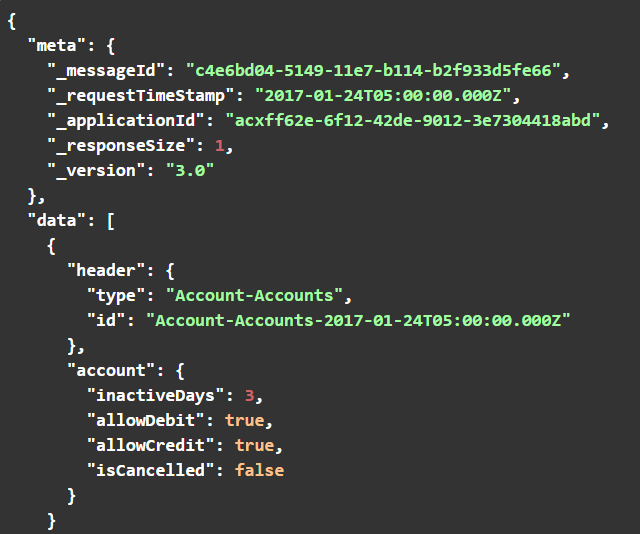 {
  "meta": {
    "_messageId": "c4e6bd04-5149-11e7-b114-b2f933d5fe66",
    "_requestTimeStamp": "2017-01-24T05:00:00.000Z",
    "_applicationId": "acxff62e-6f12-42de-9012-3e7304418abd",
    "_responseSize": 1,
    "_version": "3.0"
  },
  "data": [
    {
      "header": {
        "type": "Account-Accounts",
        "id": "Account-Accounts-2017-01-24T05:00:00.000Z"
      },
      "account": {
        "inactiveDays": 3,
        "allowDebit": true,
        "allowCredit": true,
        "isCancelled": false
      }
    }